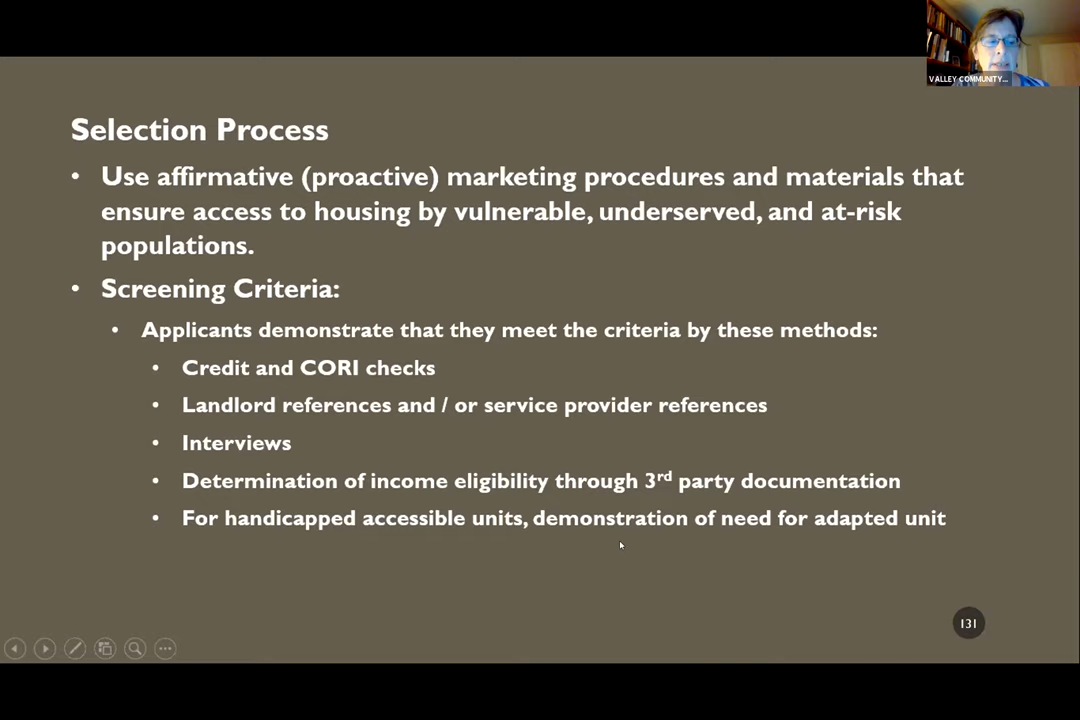 VALLEY COMMUNITY...
Selection Process
• Use affirmative (proactive) marketing procedures and materials that
ensure access to housing by vulnerable, underserved, and at-risk
populations.
• Screening Criteria:
• Applicants demonstrate that they meet the criteria by these methods:
• Credit and CORI checks
• Landlord references and / or service provider references
• Interviews
• Determination of income eligibility through 3rd party documentation
• For handicapped accessible units, demonstration of need for adapted unit
131